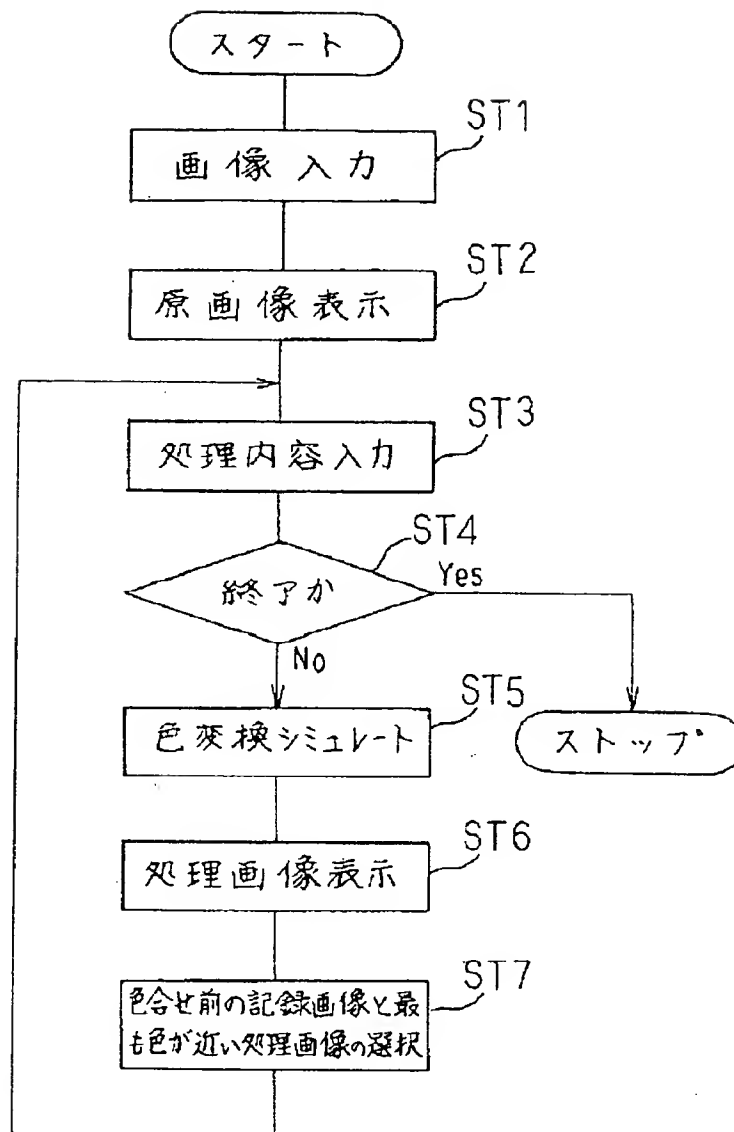 スタート
ST1
画像入力
ST2
原画像表示
ST3
処理内容入力
ST4
終了か
Yes
No
ST5
色変換シミュレート
ストップ
ST6
処理画像表示
ST7
色合せ前の記録画像と最
も色が近い処理画像の選択